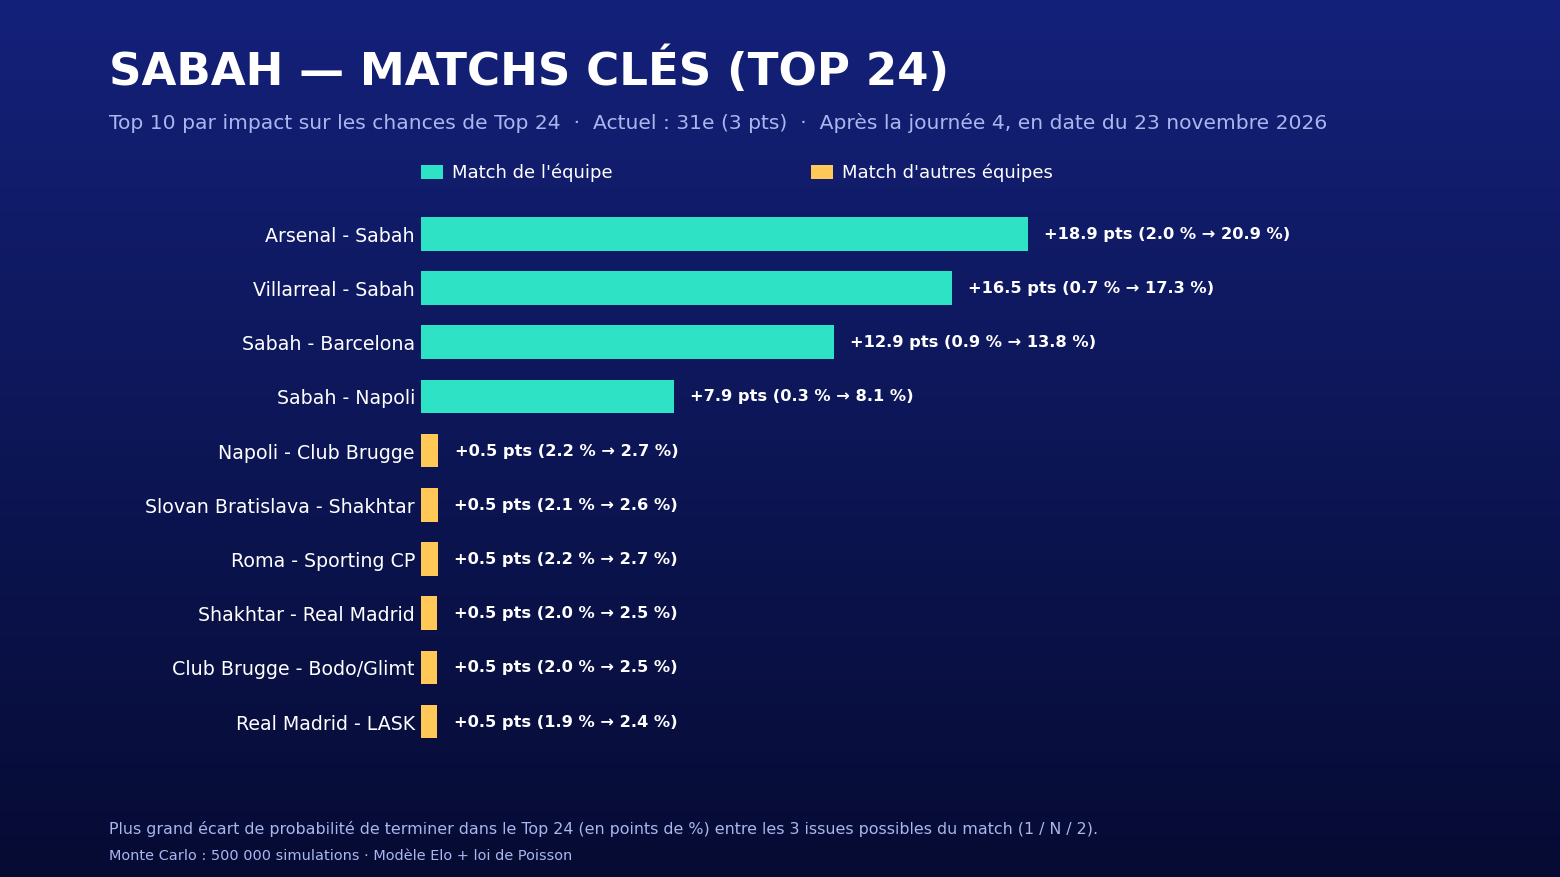 SABAH — MATCHS CLÉS (TOP 24)
Top 10 par impact sur les chances de Top 24 · Actuel : 31e (3 pts) · Après la journée 4, en date du 23 novembre 2026
Match de l'équipe
Match d'autres équipes
Arsenal - Sabah +18.9 pts (2.0 % → 20.9 %)
Villarreal - Sabah +16.5 pts (0.7 % → 17.3 %)
Sabah - Barcelona +12.9 pts (0.9 % → 13.8 %)
Sabah - Napoli +7.9 pts (0.3 % → 8.1 %)
Napoli - Club Brugge +0.5 pts (2.2 % → 2.7 %)
Slovan Bratislava - Shakhtar +0.5 pts (2.1 % → 2.6 %)
Roma - Sporting CP +0.5 pts (2.2 % → 2.7 %)
Shakhtar - Real Madrid +0.5 pts (2.0 % → 2.5 %)
Club Brugge - Bodo/Glimt +0.5 pts (2.0 % → 2.5 %)
Real Madrid - LASK +0.5 pts (1.9 % → 2.4 %)
Plus grand écart de probabilité de terminer dans le Top 24 (en points de %) entre les 3 issues possibles du match (1 / N / 2).
Monte Carlo : 500 000 simulations · Modèle Elo + loi de Poisson